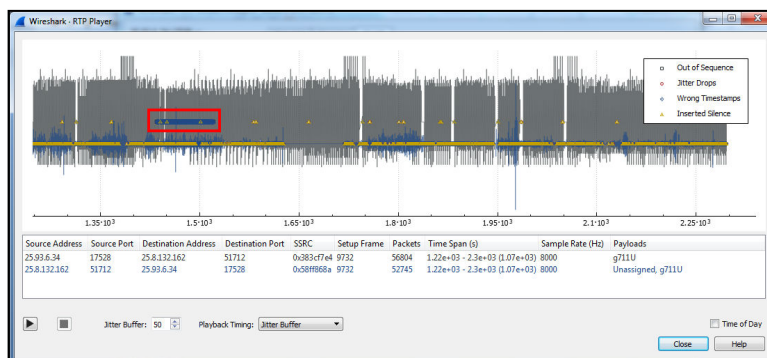 Wireshark · RTP Player
Out of Sequence
Jitter Drops
Wrong Timestamps
Inserted Silence
1.35·10³ 1.5·10³ 1.65·10³ 1.8·10³ 1.95·10³ 2.1·10³ 2.25·10³
Source Address Source Port Destination Address Destination Port SSRC Setup Frame Packets Time Span (s) Sample Rate (Hz) Payloads
25.93.6.34 17528 25.8.132.162 51712 0x383cf7e4 9732 56804 1.22e+03 - 2.3e+03 (1.07e+03) 8000 g711U
25.8.132.162 51712 25.93.6.34 17528 0x58ff868a 9732 52745 1.22e+03 - 2.3e+03 (1.07e+03) 8000 Unassigned, g711U
Jitter Buffer: 50 Playback Timing: Jitter Buffer Time of Day
Close Help